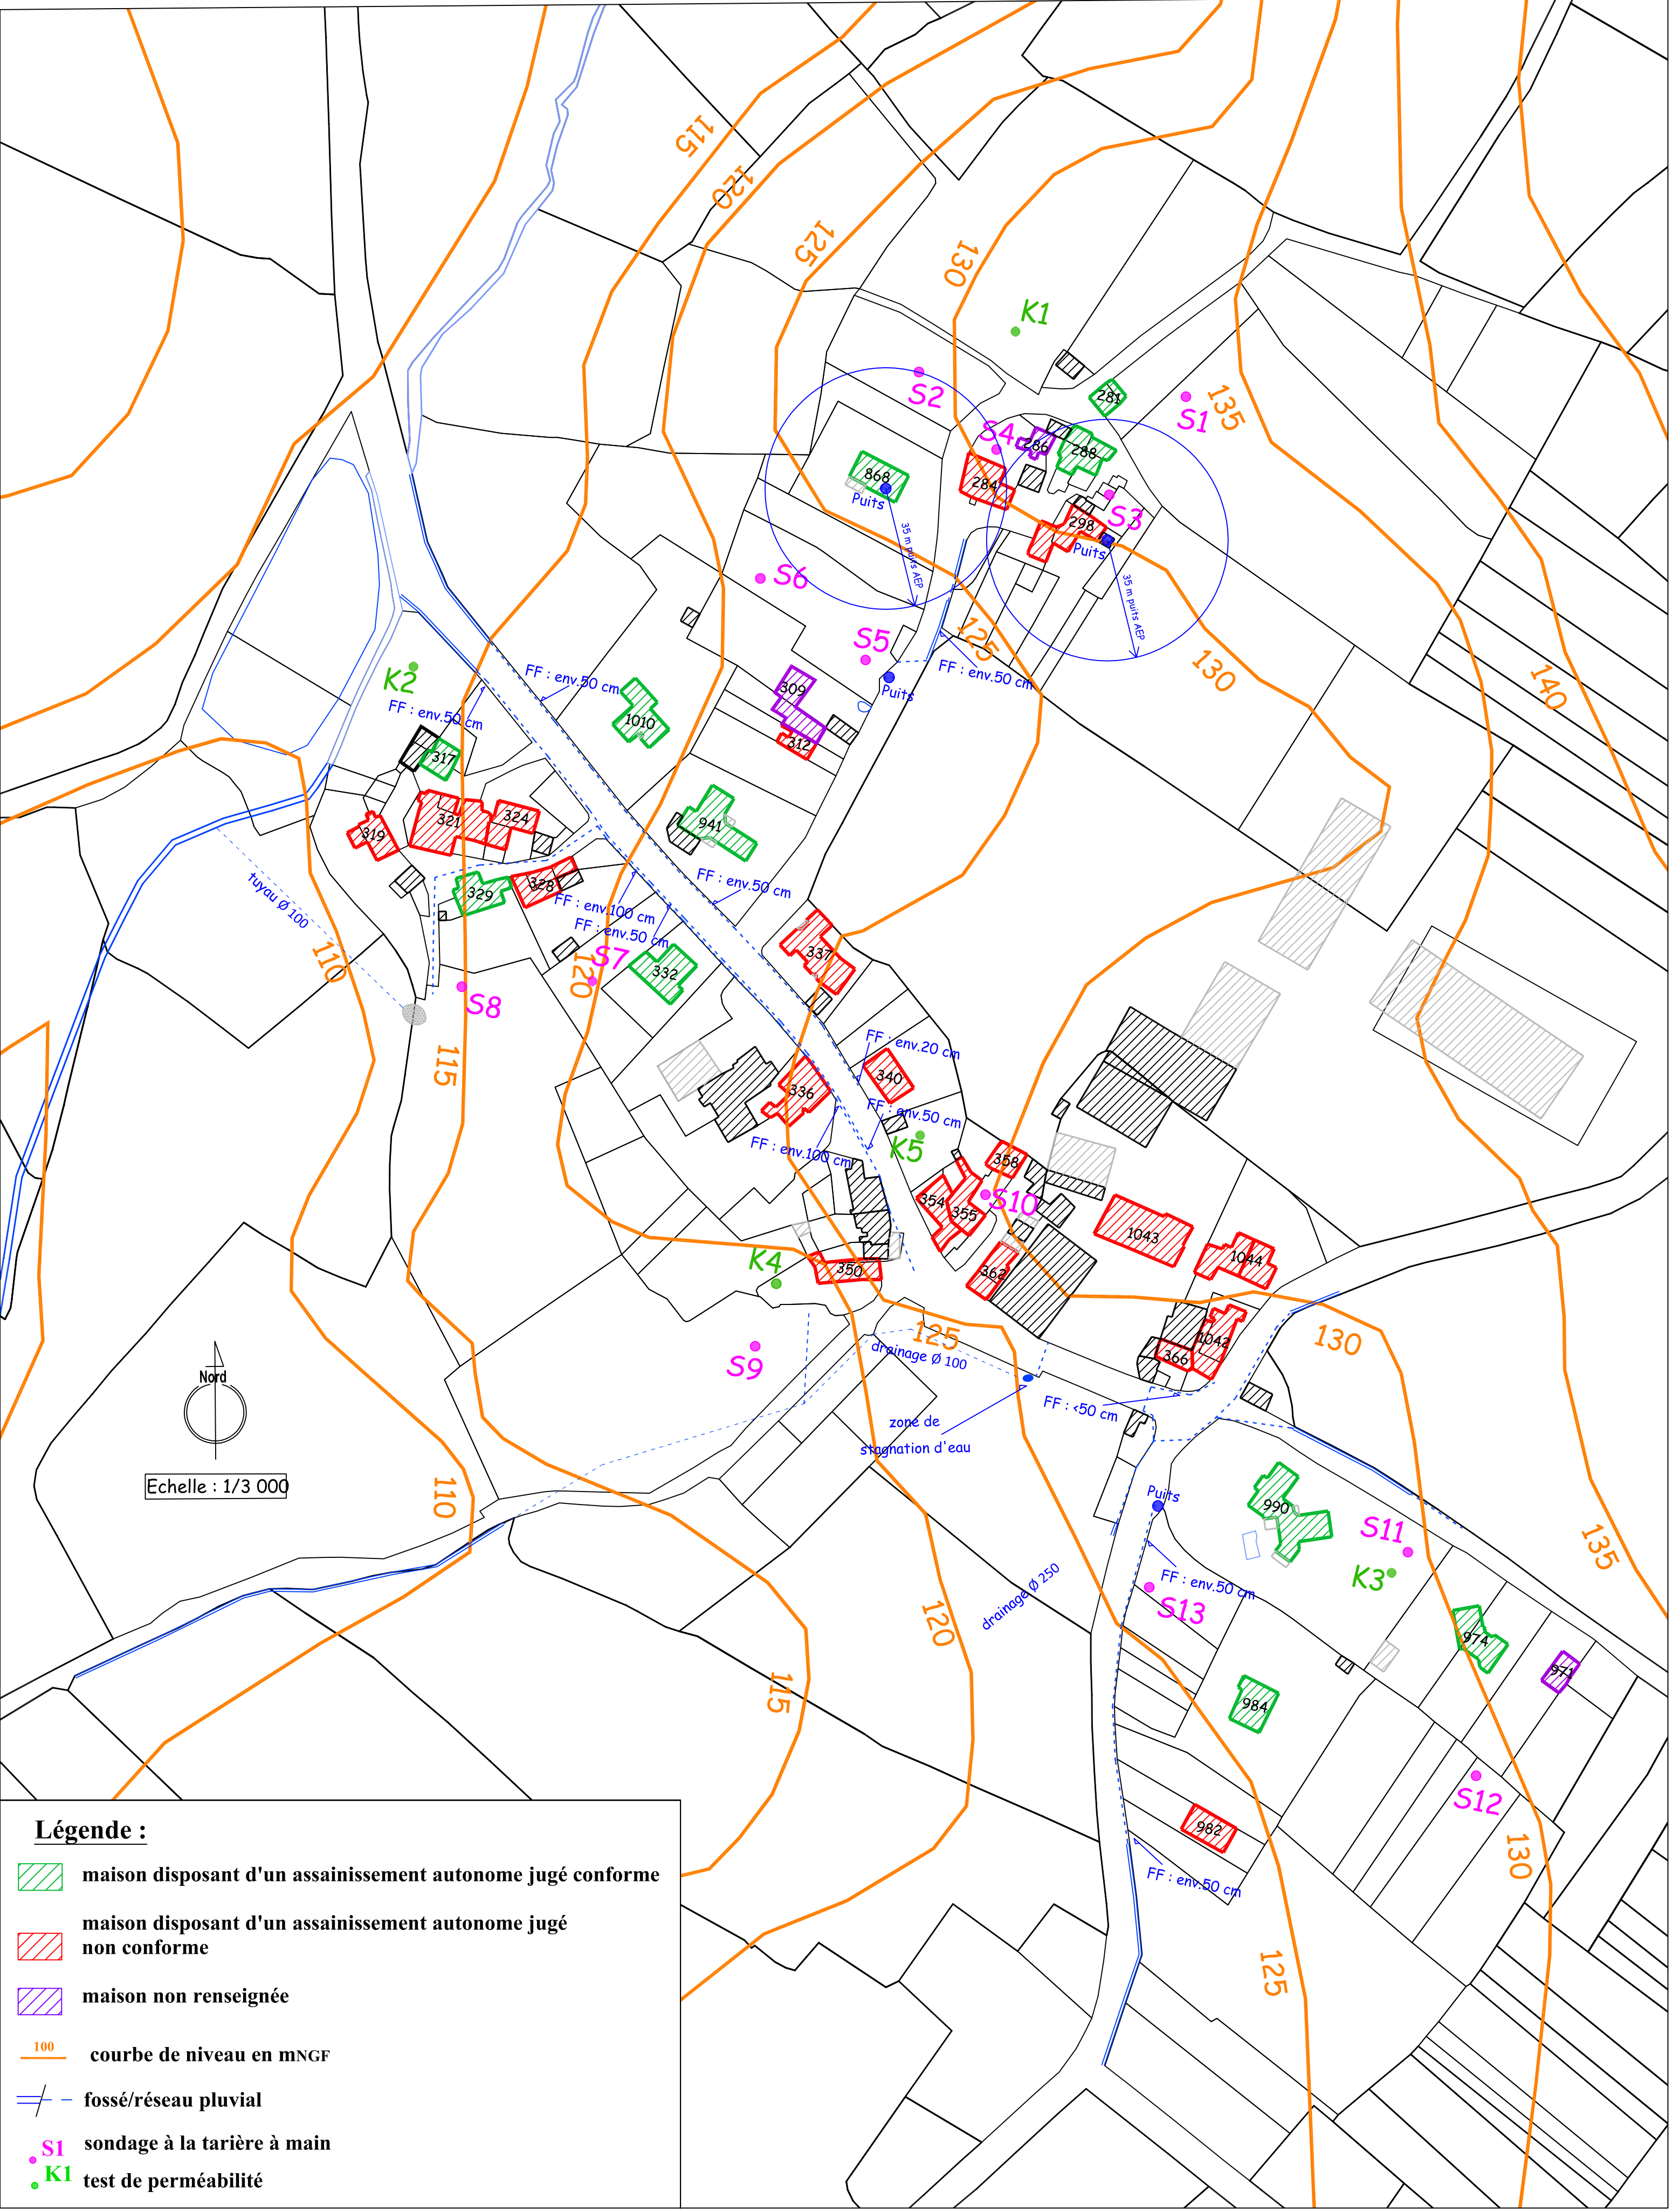 115
120
125
130
K1
S2
S1
135
281
S4
286
288
868
284
Puits
S3
298
Puits
35 m puits AEP
35 m puits AEP
S6
S5
125
FF : env.50 cm
130
140
K2
FF : env.50 cm
FF : env.50 cm
309
Puits
1010
312
317
321
324
319
941
329
328
FF : env.50 cm
tuyau Ø 100
FF : env.100 cm
FF : env.50 cm
337
110
S7
120
332
S8
115
FF : env.20 cm
340
336
FF : env.50 cm
K5
FF : env.100 cm
358
354
355
S10
1043
1044
K4
350
362
125
130
1042
366
drainage Ø 100
S9
Nord
FF : <50 cm
zone de
stagnation d'eau
Echelle : 1/3 000
110
Puits
990
S11
K3
135
FF : env.50 cm
drainage Ø 250
S13
120
974
971
115
984
S12
982
130
FF : env.50 cm
125
Légende :
maison disposant d'un assainissement autonome jugé conforme
maison disposant d'un assainissement autonome jugé
non conforme
maison non renseignée
100
courbe de niveau en mNGF
fossé/réseau pluvial
S1
sondage à la tarière à main
K1
test de perméabilité